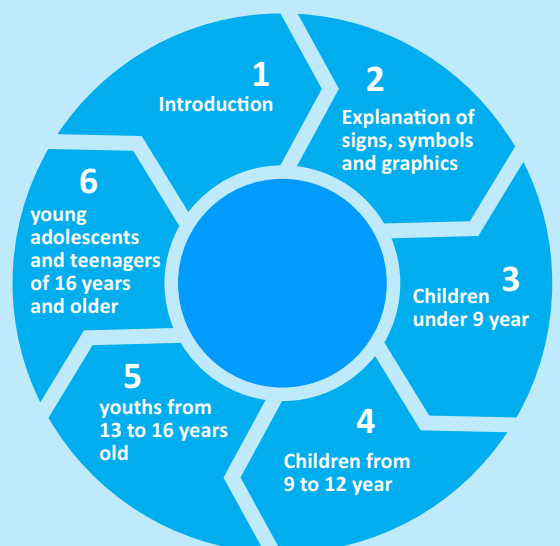 1
Introduction
2
Explanation of
signs, symbols
and graphics
3
Children
under 9 year
4
Children from
9 to 12 year
5
youths from
13 to 16 years
old
6
young
adolescents
and teenagers
of 16 years
and older